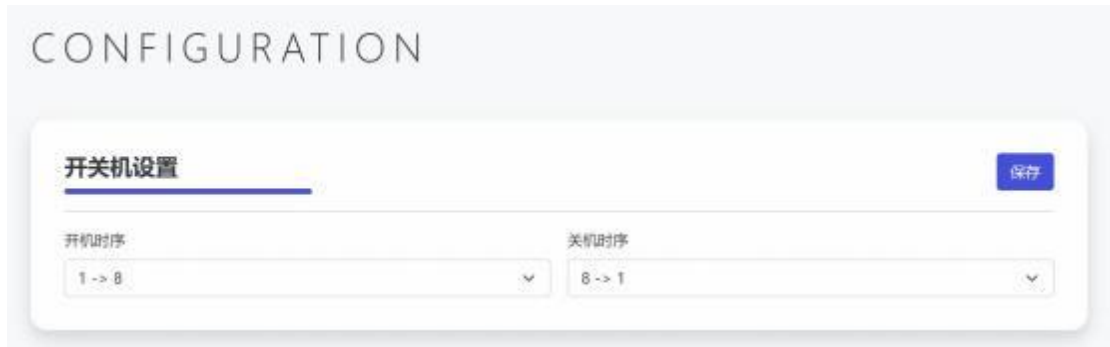 CONFIGURATION
开关机设置
保存
开机时序
关机时序
1 -> 8
8 -> 1